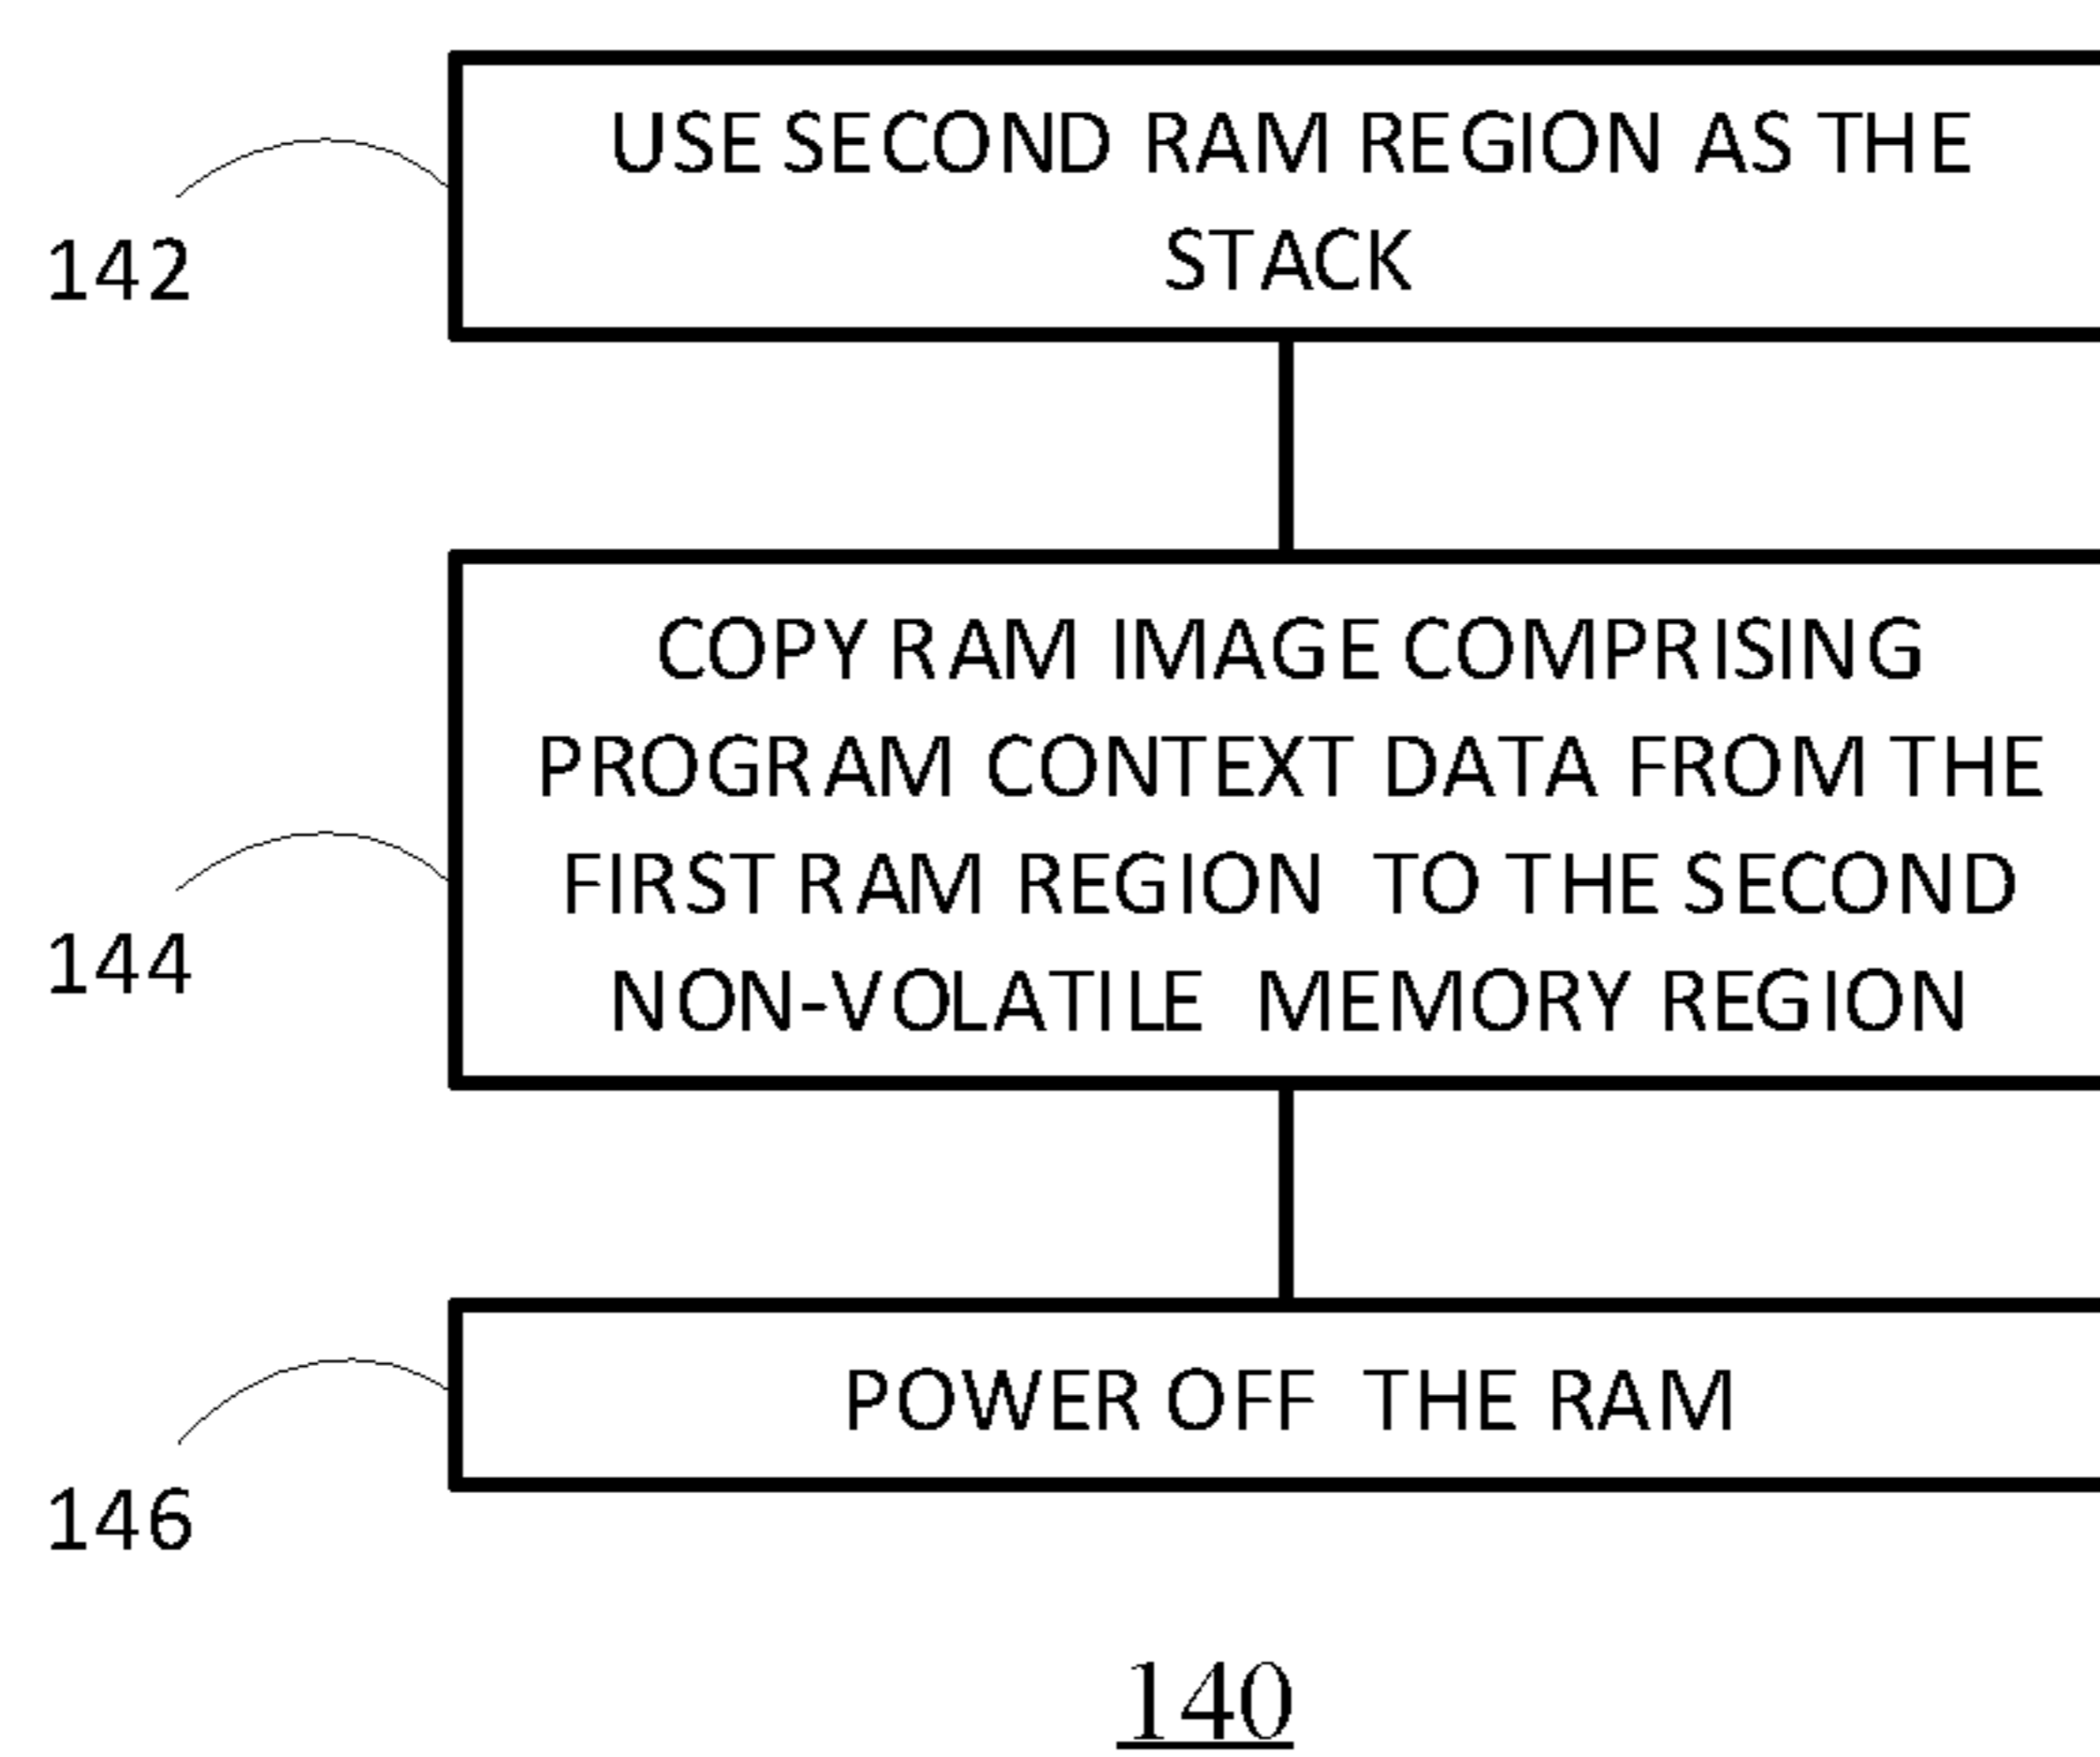 USE SECOND RAM REGION AS THE
STACK
142
COPY RAM IMAGE COMPRISING
PROGRAM CONTEXT DATA FROM THE
FIRST RAM REGION TO THE SECOND
NON-VOLATILE MEMORY REGION
144
POWER OFF THE RAM
146
140